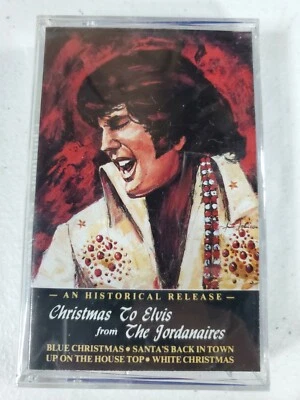 — AN HISTORICAL RELEASE —
Christmas To Elvis
from The Jordanaires
BLUE CHRISTMAS • SANTA'S BACK IN TOWN
UP ON THE HOUSE TOP • WHITE CHRISTMAS